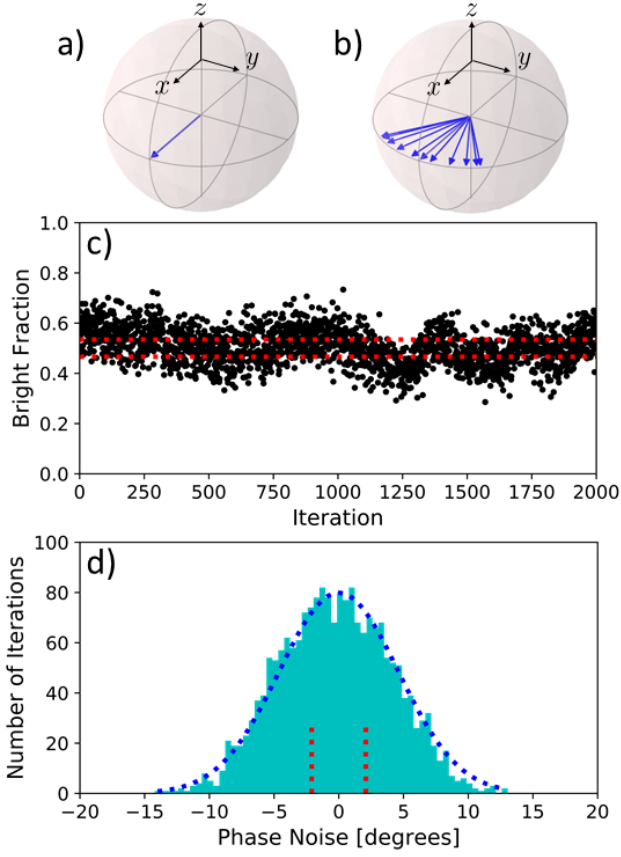 a)
z
y
x
b)
z
y
x
c)
1.0
0.8
0.6
0.4
0.2
0.0
Bright Fraction
0 250 500 750 1000 1250 1500 1750 2000
Iteration
d)
100
80
60
40
20
0
Number of Iterations
−20 −15 −10 −5 0 5 10 15 20
Phase Noise [degrees]